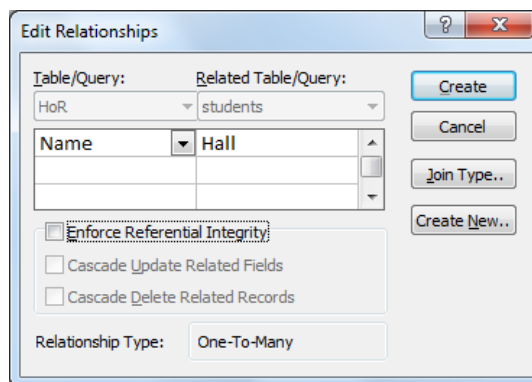 Edit Relationships
Table/Query: Related Table/Query:
HoR students
Name Hall
Enforce Referential Integrity
Cascade Update Related Fields
Cascade Delete Related Records
Relationship Type: One-To-Many
Create
Cancel
Join Type..
Create New..